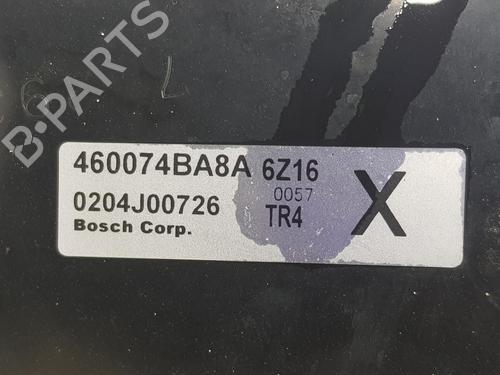 B-PARTS
460074BA8A 6Z16
0057
0204J00726 TR4
Bosch Corp.
X